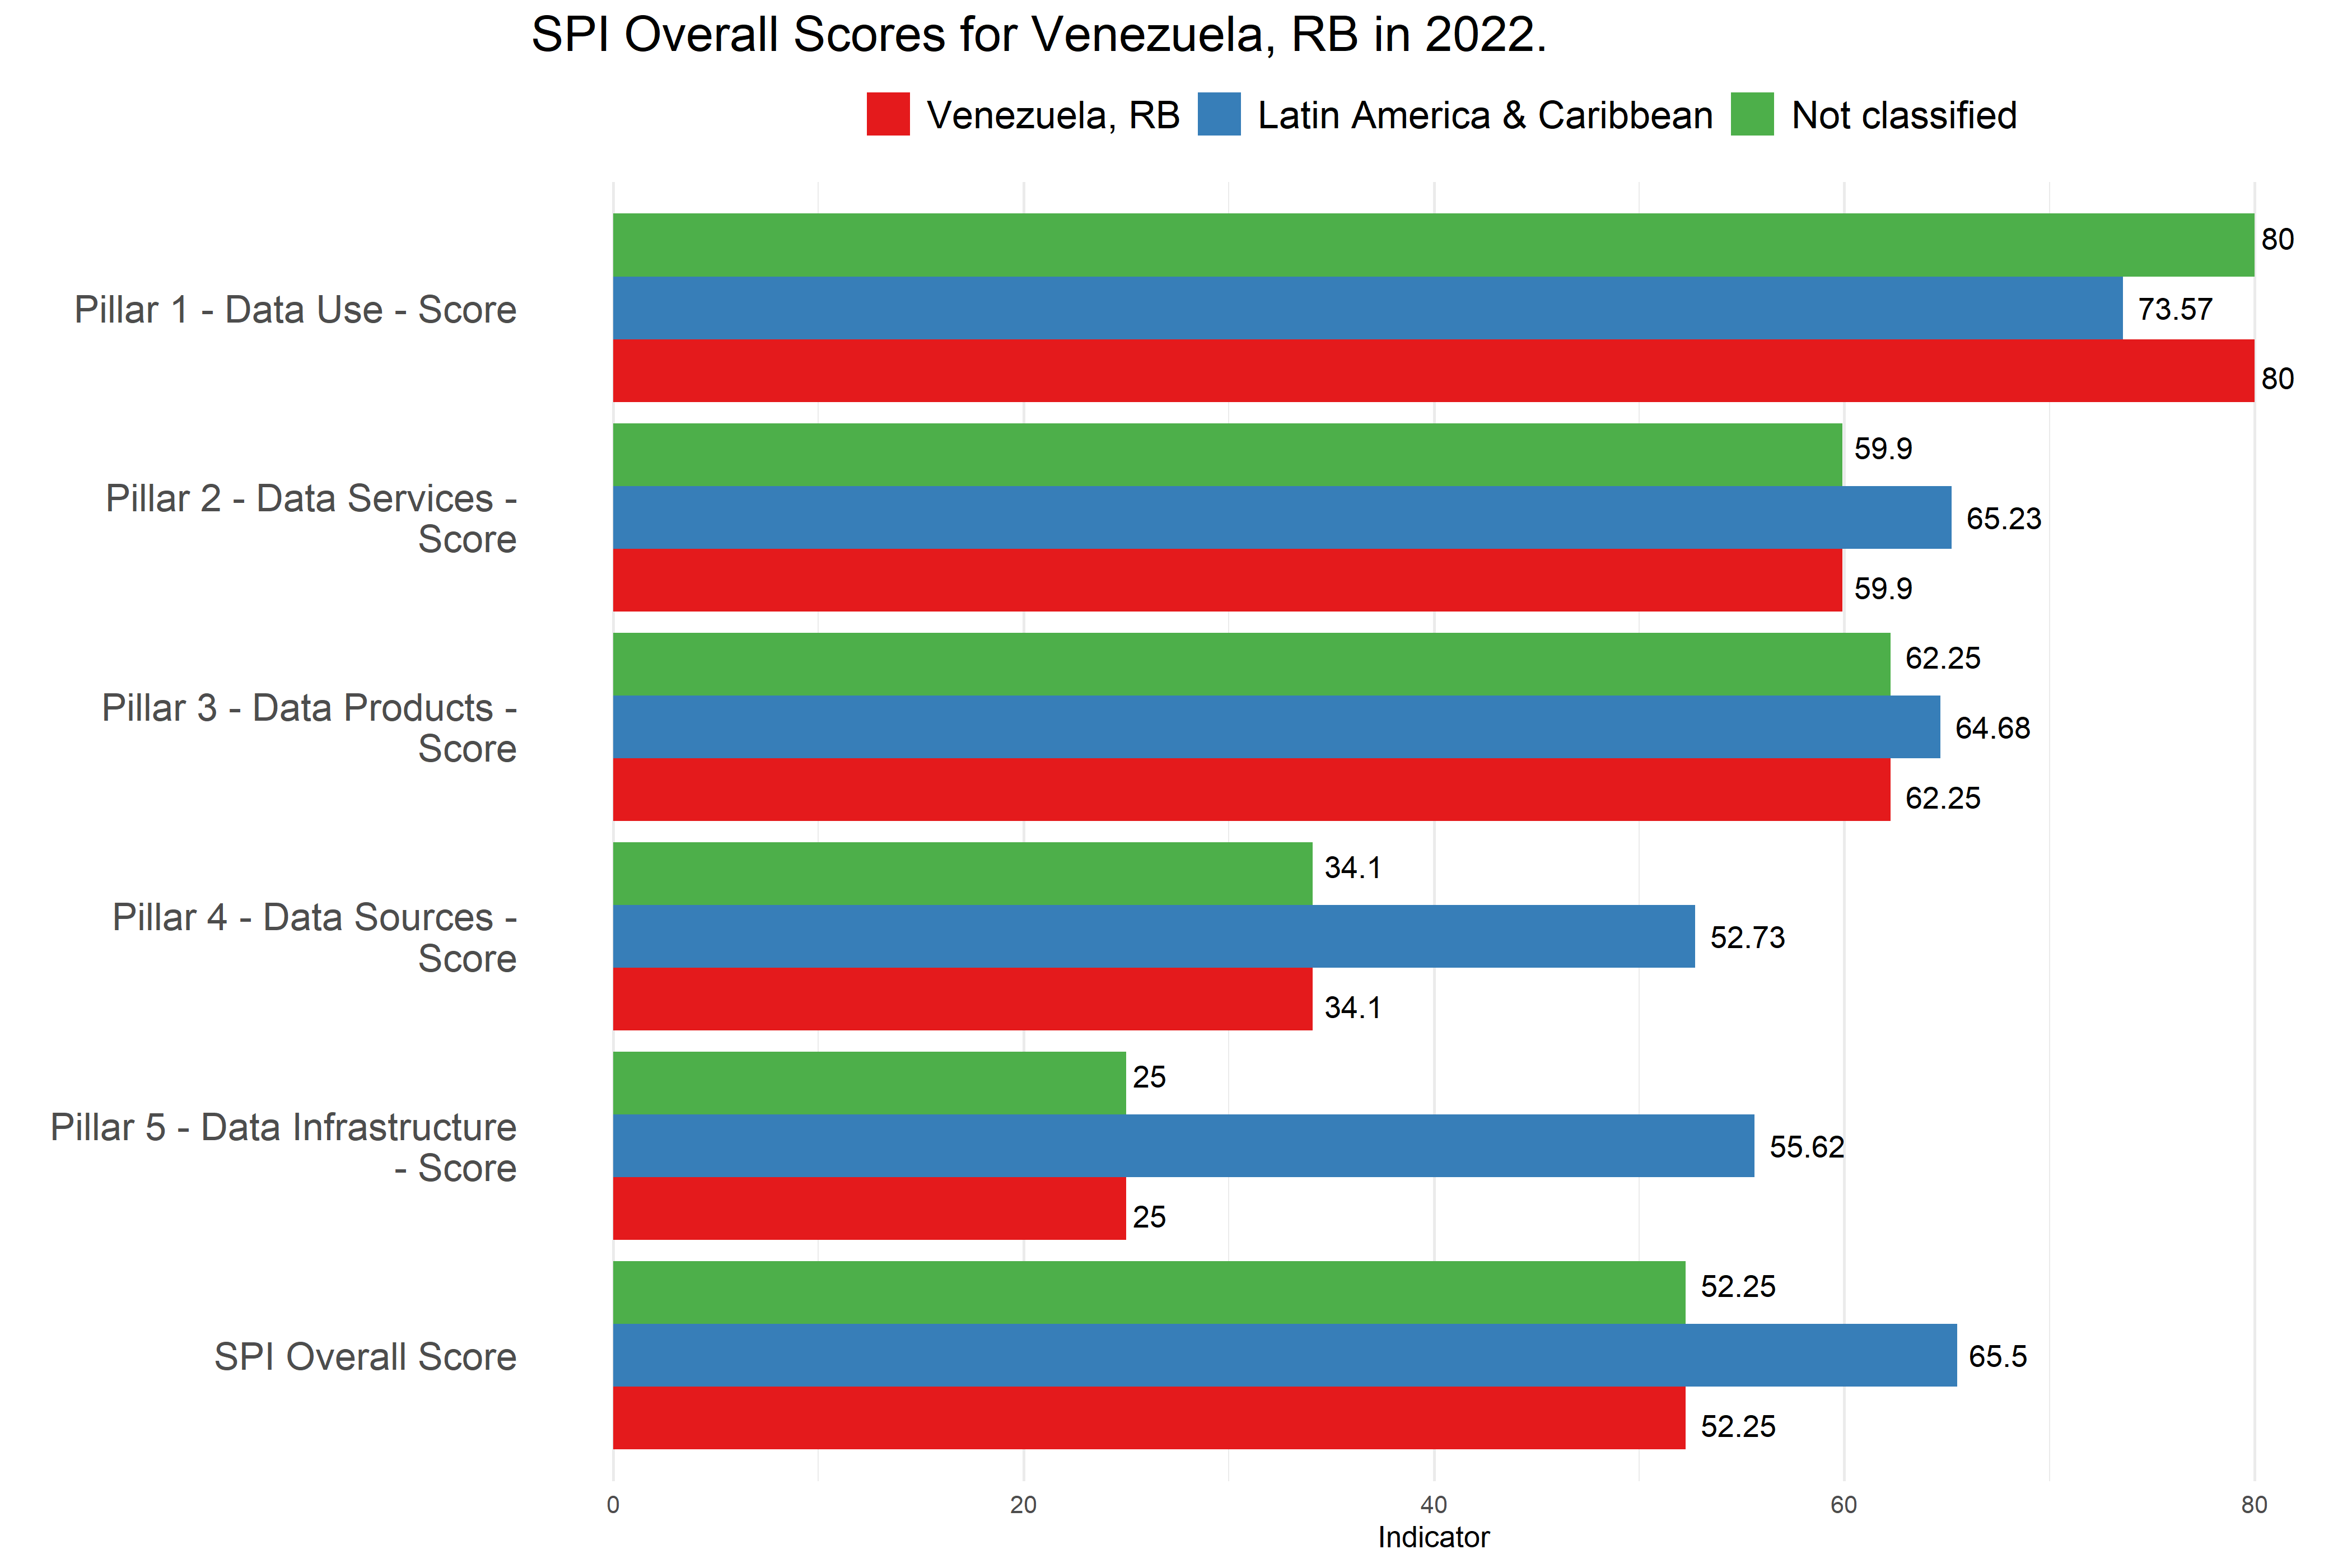 SPI Overall Scores for Venezuela, RB in 2022.
Venezuela, RB Latin America & Caribbean Not classified
80
Pillar 1 - Data Use - Score
73.57
80
59.9
Pillar 2 - Data Services -
Score
65.23
59.9
62.25
Pillar 3 - Data Products -
Score
64.68
62.25
34.1
Pillar 4 - Data Sources -
Score
52.73
34.1
25
Pillar 5 - Data Infrastructure
- Score
55.62
25
52.25
SPI Overall Score
65.5
52.25
0 20 40 60 80
Indicator